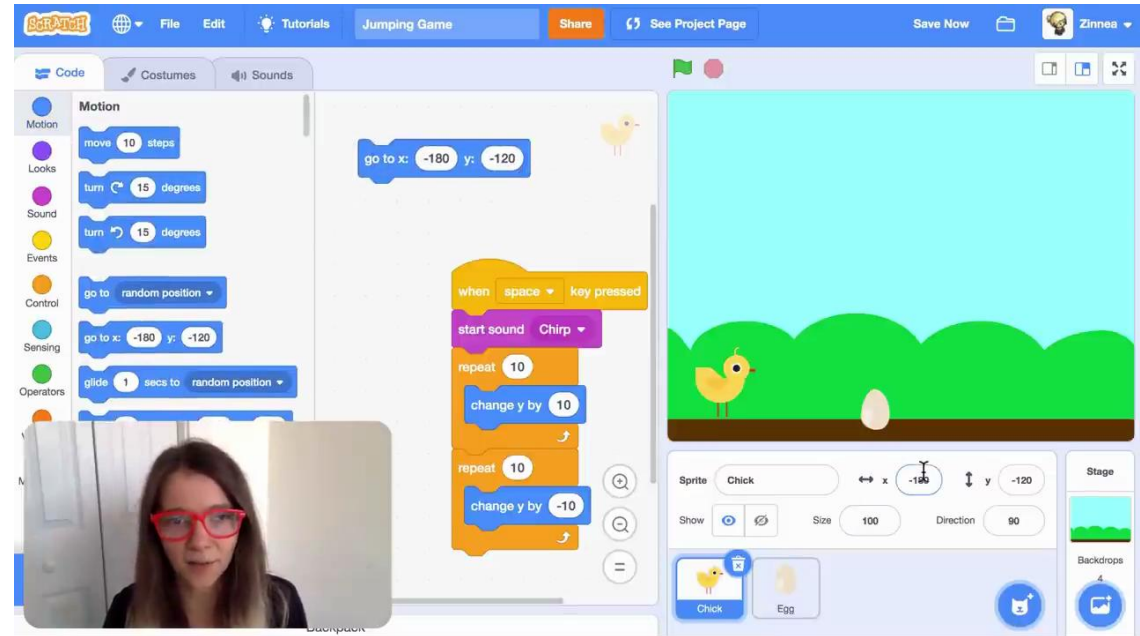 SCRATCH File Edit Tutorials Jumping Game Share See Project Page Save Now Zinnea
Code Costumes Sounds
Motion
Looks
Sound
Events
Control
Sensing
Operators
Motion
move 10 steps
turn 15 degrees
turn 15 degrees
go to random position
go to x: -180 y: -120
glide 1 secs to random position
go to x: -180 y: -120
when space key pressed
start sound Chirp
repeat 10
change y by 10
repeat 10
change y by -10
Sprite Chick x -180 y -120
Show Size 100 Direction 90
Chick
Egg
Stage
Backdrops
4
Backpack